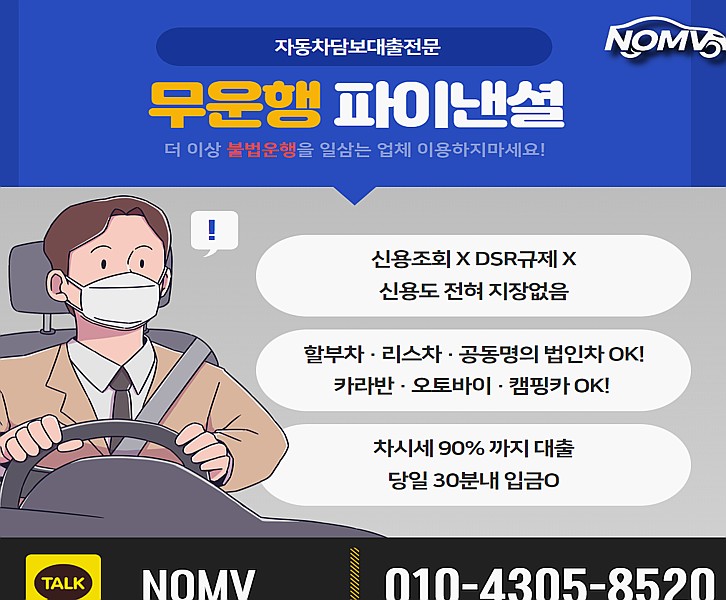 자동차담보대출전문
NOMV
무운행 파이낸셜
더 이상 불법운행을 일삼는 업체 이용하지마세요!
!
신용조회 X DSR규제 X
신용도 전혀 지장없음
할부차 · 리스차 · 공동명의 법인차 OK!
카라반 · 오토바이 · 캠핑카 OK!
차시세 90% 까지 대출
당일 30분내 입금O
TALK
NOMV
010-4305-8520